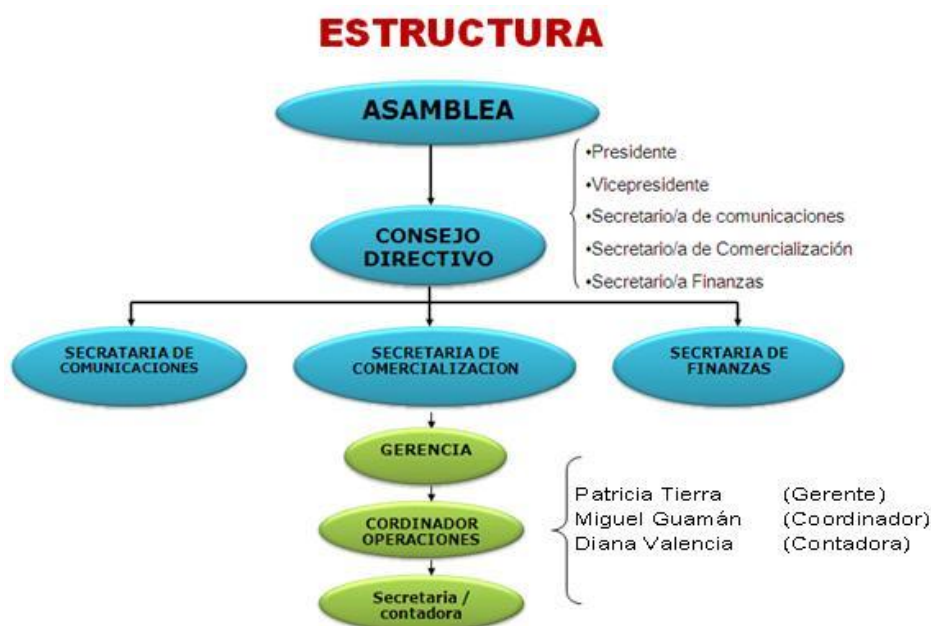 ESTRUCTURA
ASAMBLEA
•Presidente
•Vicepresidente
•Secretario/a de comunicaciones
•Secretario/a de Comercialización
•Secretario/a Finanzas
CONSEJO
DIRECTIVO
SECRATARIA DE
COMUNICACIONES
SECRETARIA DE
COMERCIALIZACION
SECRTARIA DE
FINANZAS
GERENCIA
CORDINADOR
OPERACIONES
Secretaria /
contadora
Patricia Tierra (Gerente)
Miguel Guamán (Coordinador)
Diana Valencia (Contadora)